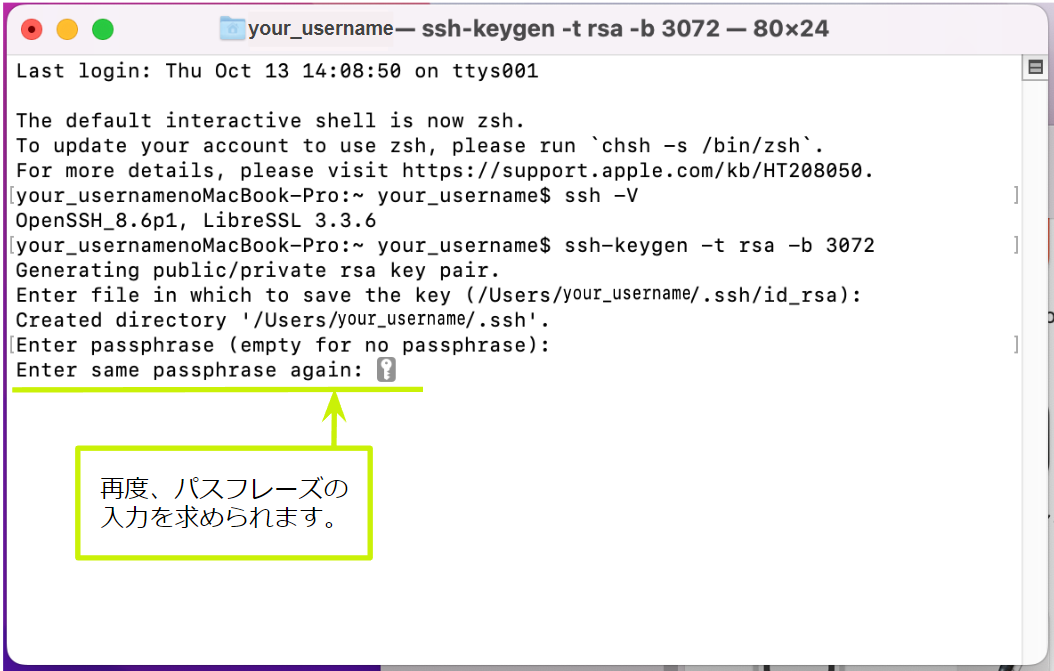 your_username— ssh-keygen -t rsa -b 3072 — 80×24
Last login: Thu Oct 13 14:08:50 on ttys001
The default interactive shell is now zsh.
To update your account to use zsh, please run `chsh -s /bin/zsh`.
For more details, please visit https://support.apple.com/kb/HT208050.
[your_usernamenoMacBook-Pro:~ your_username$ ssh -V ]
OpenSSH_8.6p1, LibreSSL 3.3.6
[your_usernamenoMacBook-Pro:~ your_username$ ssh-keygen -t rsa -b 3072 ]
Generating public/private rsa key pair.
Enter file in which to save the key (/Users/your_username/.ssh/id_rsa):
Created directory '/Users/your_username/.ssh'.
[Enter passphrase (empty for no passphrase): ]
Enter same passphrase again:
再度、パスフレーズの
入力を求められます。